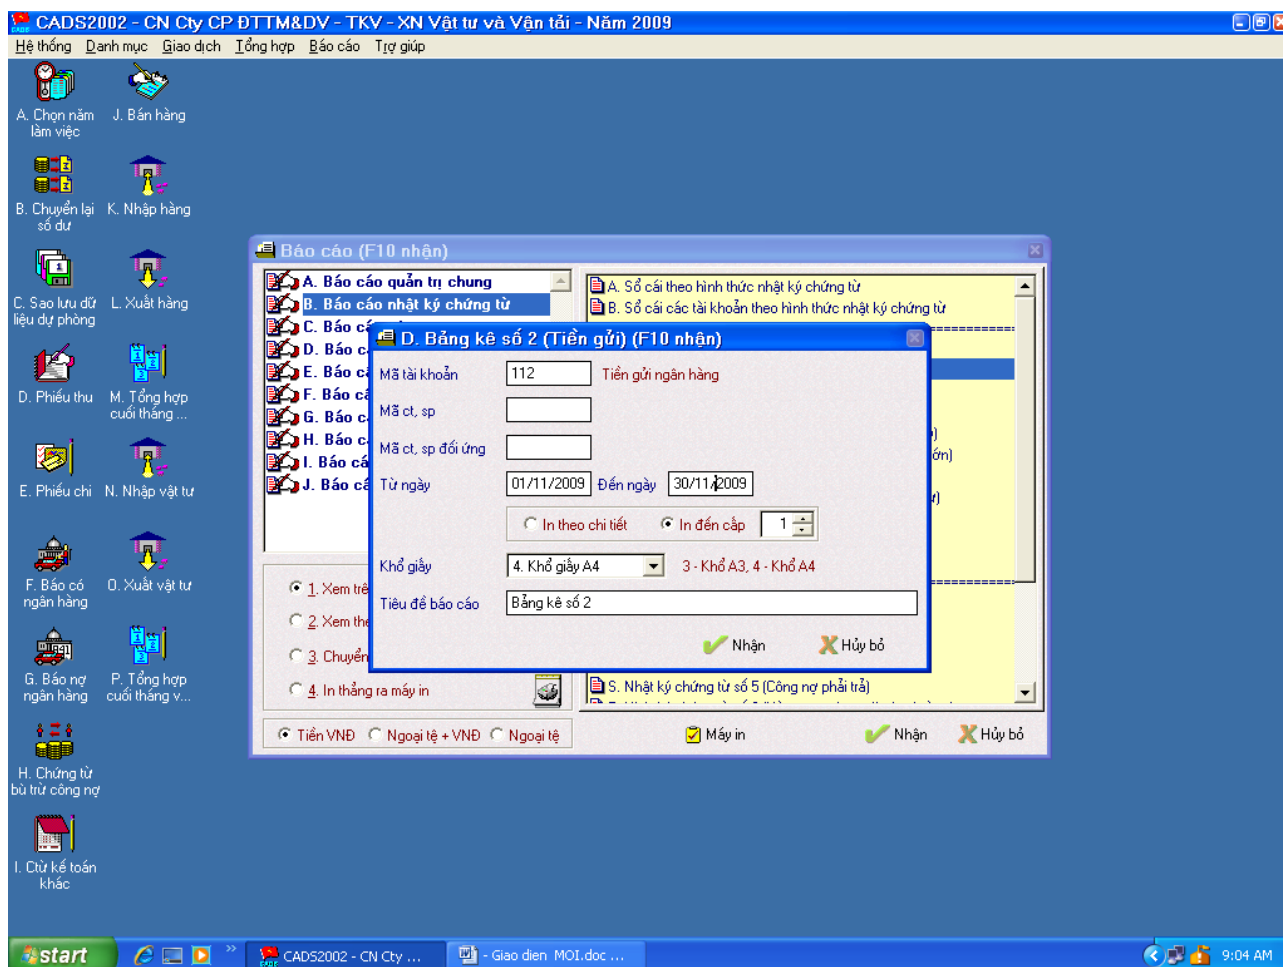 CADS2002 - CN Cty CP ĐTTM&DV - TKV - XN Vật tư và Vận tải - Năm 2009
Hệ thống Danh mục Giao dịch Tổng hợp Báo cáo Trợ giúp
A. Chọn năm làm việc
J. Bán hàng
B. Chuyển lại số dư
K. Nhập hàng
C. Sao lưu dữ liệu dự phòng
L. Xuất hàng
D. Phiếu thu
M. Tổng hợp cuối tháng ...
E. Phiếu chi
N. Nhập vật tư
F. Báo có ngân hàng
O. Xuất vật tư
G. Báo nợ ngân hàng
P. Tổng hợp cuối tháng v...
H. Chứng từ bù trừ công nợ
I. Ctừ kế toán khác
Báo cáo (F10 nhận)
A. Báo cáo quản trị chung
B. Báo cáo nhật ký chứng từ
C. Báo c
D. Báo c
E. Báo c
F. Báo c
G. Báo c
H. Báo c
I. Báo cá
J. Báo cá
A. Sổ cái theo hình thức nhật ký chứng từ
B. Sổ cái các tài khoản theo hình thức nhật ký chứng từ
D. Bảng kê số 2 (Tiền gửi) (F10 nhận)
Mã tài khoản 112 Tiền gửi ngân hàng
Mã ct, sp
Mã ct, sp đối ứng
Từ ngày 01/11/2009 Đến ngày 30/11/2009
In theo chi tiết In đến cấp 1
Khổ giấy 4. Khổ giấy A4 3 - Khổ A3, 4 - Khổ A4
Tiêu đề báo cáo Bảng kê số 2
Nhận Hủy bỏ
ớn)
1. Xem trê
2. Xem the
3. Chuyển
4. In thẳng ra máy in
S. Nhật ký chứng từ số 5 (Công nợ phải trả)
Tiền VNĐ Ngoại tệ + VNĐ Ngoại tệ
Máy in Nhận Hủy bỏ
start
CADS2002 - CN Cty ...
- Giao dien MOI.doc ...
9:04 AM